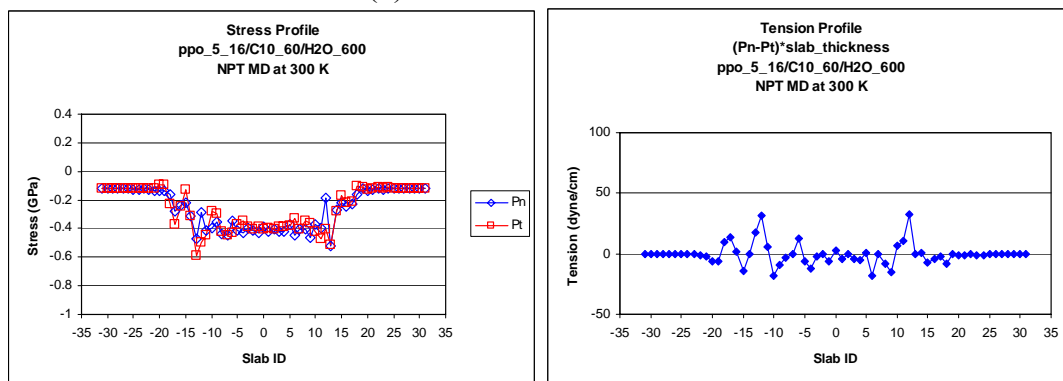 Stress Profile
ppo_5_16/C10_60/H2O_600
NPT MD at 300 K
0.4
0.2
0
-0.2
-0.4
-0.6
-0.8
-1
-35 -30 -25 -20 -15 -10 -5 0 5 10 15 20 25 30 35
Stress (GPa)
Slab ID
Pn
Pt
Tension Profile
(Pn-Pt)*slab_thickness
ppo_5_16/C10_60/H2O_600
NPT MD at 300 K
100
50
0
-50
-35 -30 -25 -20 -15 -10 -5 0 5 10 15 20 25 30 35
Tension (dyne/cm)
Slab ID